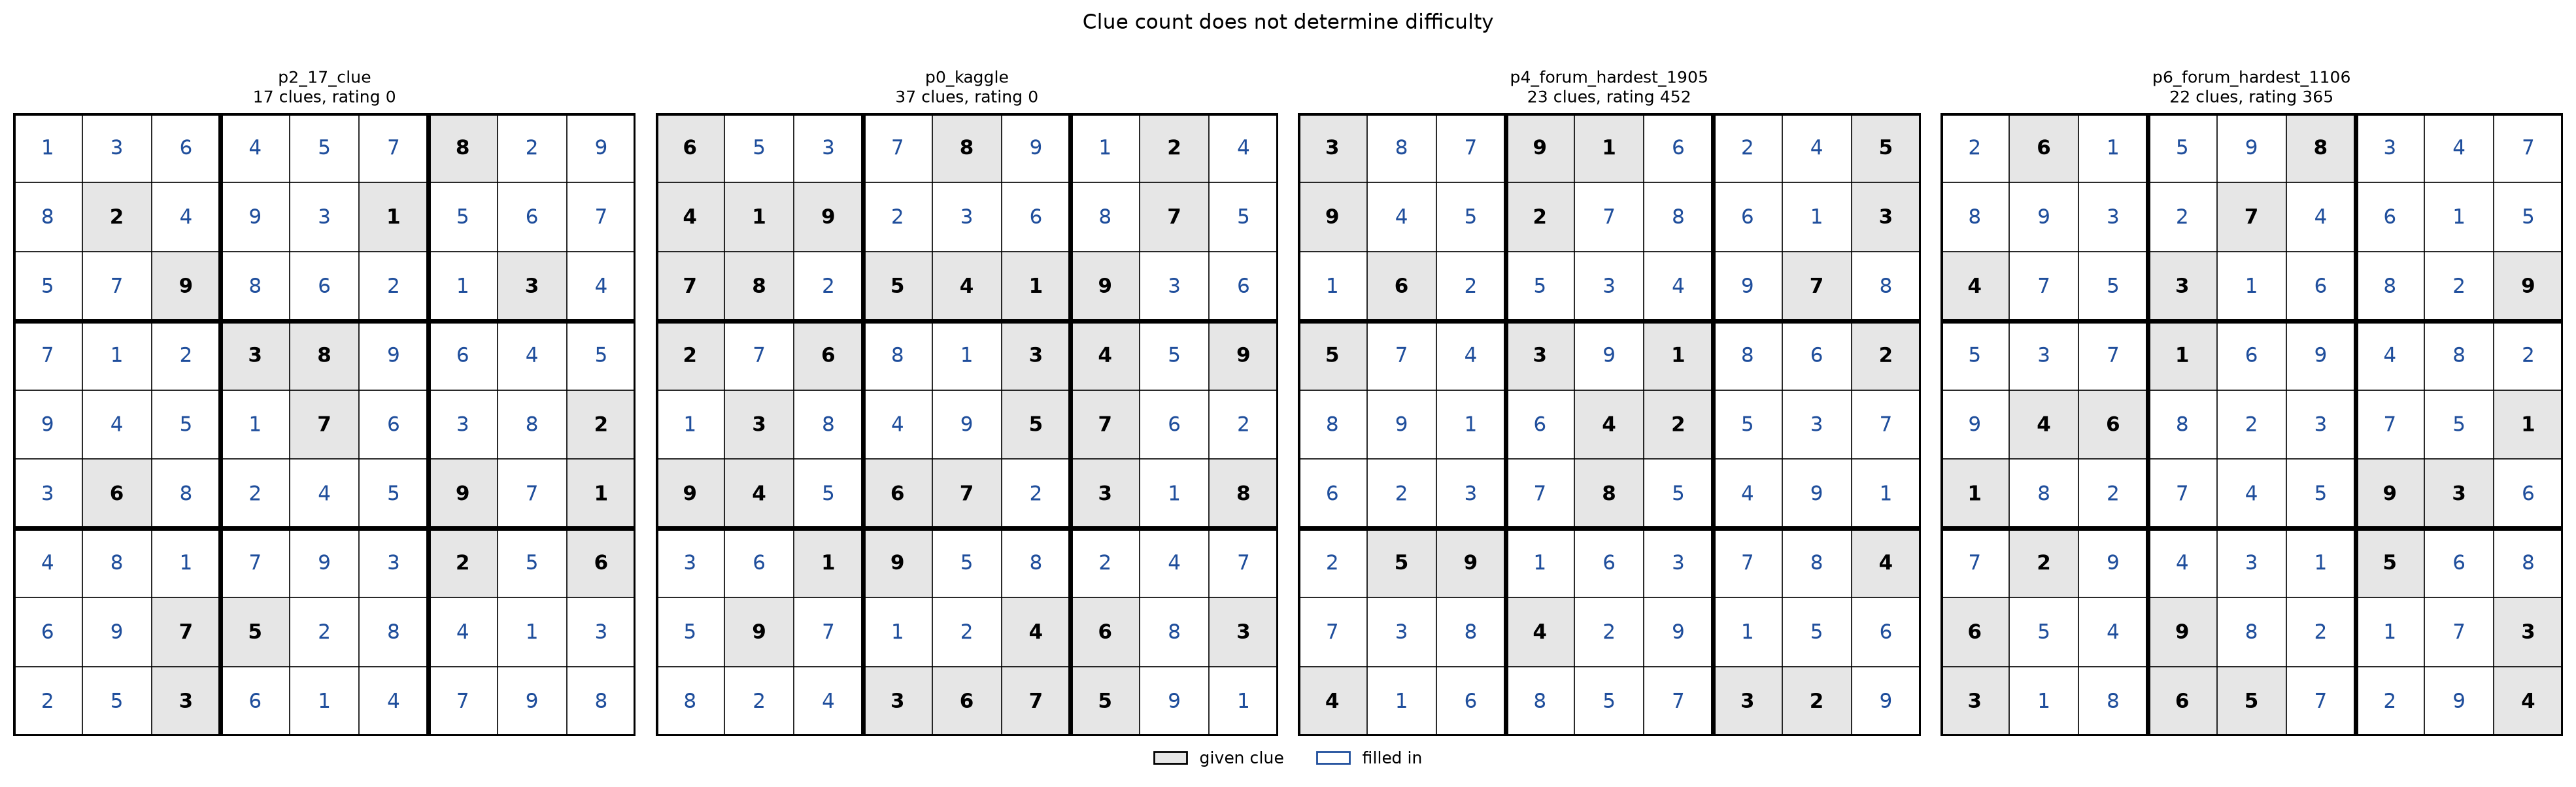 Clue count does not determine difficulty
p2_17_clue
17 clues, rating 0
1 3 6 4 5 7 8 2 9
8 2 4 9 3 1 5 6 7
5 7 9 8 6 2 1 3 4
7 1 2 3 8 9 6 4 5
9 4 5 1 7 6 3 8 2
3 6 8 2 4 5 9 7 1
4 8 1 7 9 3 2 5 6
6 9 7 5 2 8 4 1 3
2 5 3 6 1 4 7 9 8
p0_kaggle
37 clues, rating 0
6 5 3 7 8 9 1 2 4
4 1 9 2 3 6 8 7 5
7 8 2 5 4 1 9 3 6
2 7 6 8 1 3 4 5 9
1 3 8 4 9 5 7 6 2
9 4 5 6 7 2 3 1 8
3 6 1 9 5 8 2 4 7
5 9 7 1 2 4 6 8 3
8 2 4 3 6 7 5 9 1
p4_forum_hardest_1905
23 clues, rating 452
3 8 7 9 1 6 2 4 5
9 4 5 2 7 8 6 1 3
1 6 2 5 3 4 9 7 8
5 7 4 3 9 1 8 6 2
8 9 1 6 4 2 5 3 7
6 2 3 7 8 5 4 9 1
2 5 9 1 6 3 7 8 4
7 3 8 4 2 9 1 5 6
4 1 6 8 5 7 3 2 9
p6_forum_hardest_1106
22 clues, rating 365
2 6 1 5 9 8 3 4 7
8 9 3 2 7 4 6 1 5
4 7 5 3 1 6 8 2 9
5 3 7 1 6 9 4 8 2
9 4 6 8 2 3 7 5 1
1 8 2 7 4 5 9 3 6
7 2 9 4 3 1 5 6 8
6 5 4 9 8 2 1 7 3
3 1 8 6 5 7 2 9 4
given clue
filled in